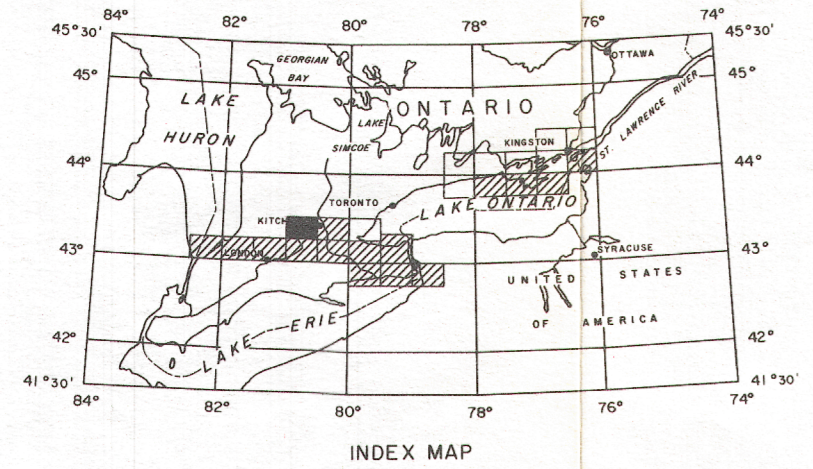 84° 82° 80° 78° 76° 74°
45°30' 45°30'
GEORGIAN
BAY
OTTAWA
45° 45°
LAKE
HURON
ONTARIO
LAKE
SIMCOE
KINGSTON
ST. LAWRENCE RIVER
44° 44°
TORONTO
LAKE ONTARIO
KITCH
43° 43°
LONDON
SYRACUSE
UNITED STATES
OF AMERICA
LAKE ERIE
42° 42°
41°30' 41°30'
84° 82° 80° 78° 76° 74°
INDEX MAP